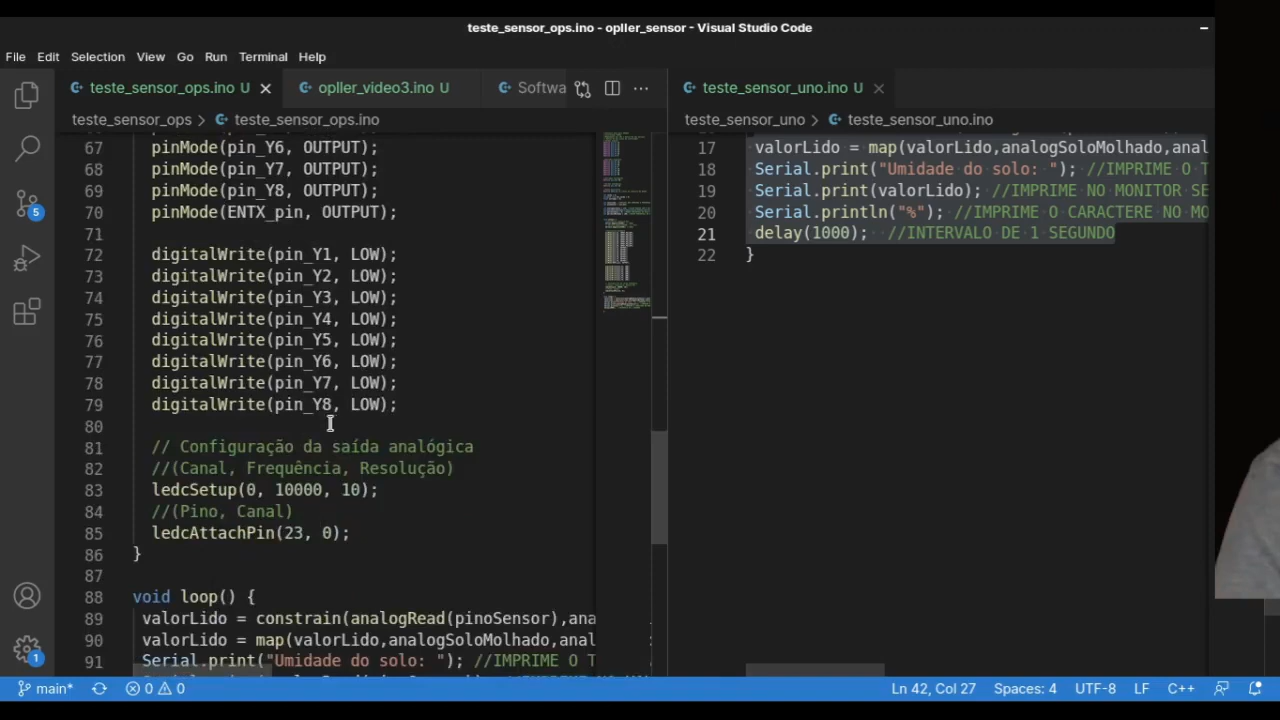 teste_sensor_ops.ino - opller_sensor - Visual Studio Code
File Edit Selection View Go Run Terminal Help
teste_sensor_ops.ino U
opller_video3.ino U
Softwa
teste_sensor_uno.ino U
teste_sensor_ops > teste_sensor_ops.ino
teste_sensor_uno > teste_sensor_uno.ino
67 pinMode(pin_Y6, OUTPUT);
68 pinMode(pin_Y7, OUTPUT);
69 pinMode(pin_Y8, OUTPUT);
70 pinMode(ENTX_pin, OUTPUT);
71
72 digitalWrite(pin_Y1, LOW);
73 digitalWrite(pin_Y2, LOW);
74 digitalWrite(pin_Y3, LOW);
75 digitalWrite(pin_Y4, LOW);
76 digitalWrite(pin_Y5, LOW);
77 digitalWrite(pin_Y6, LOW);
78 digitalWrite(pin_Y7, LOW);
79 digitalWrite(pin_Y8, LOW);
80
81 // Configuração da saída analógica
82 //(Canal, Frequência, Resolução)
83 ledcSetup(0, 10000, 10);
84 //(Pino, Canal)
85 ledcAttachPin(23, 0);
86 }
87
88 void loop() {
89 valorLido = constrain(analogRead(pinoSensor),ana
90 valorLido = map(valorLido,analogSoloMolhado,anal
91 Serial.print("Umidade do solo: "); //IMPRIME O T
17 valorLido = map(valorLido,analogSoloMolhado,anal
18 Serial.print("Umidade do solo: "); //IMPRIME O T
19 Serial.print(valorLido); //IMPRIME NO MONITOR SE
20 Serial.println("%"); //IMPRIME O CARACTERE NO MO
21 delay(1000); //INTERVALO DE 1 SEGUNDO
22 }
5
1
main* 0 0 Ln 42, Col 27 Spaces: 4 UTF-8 LF C++